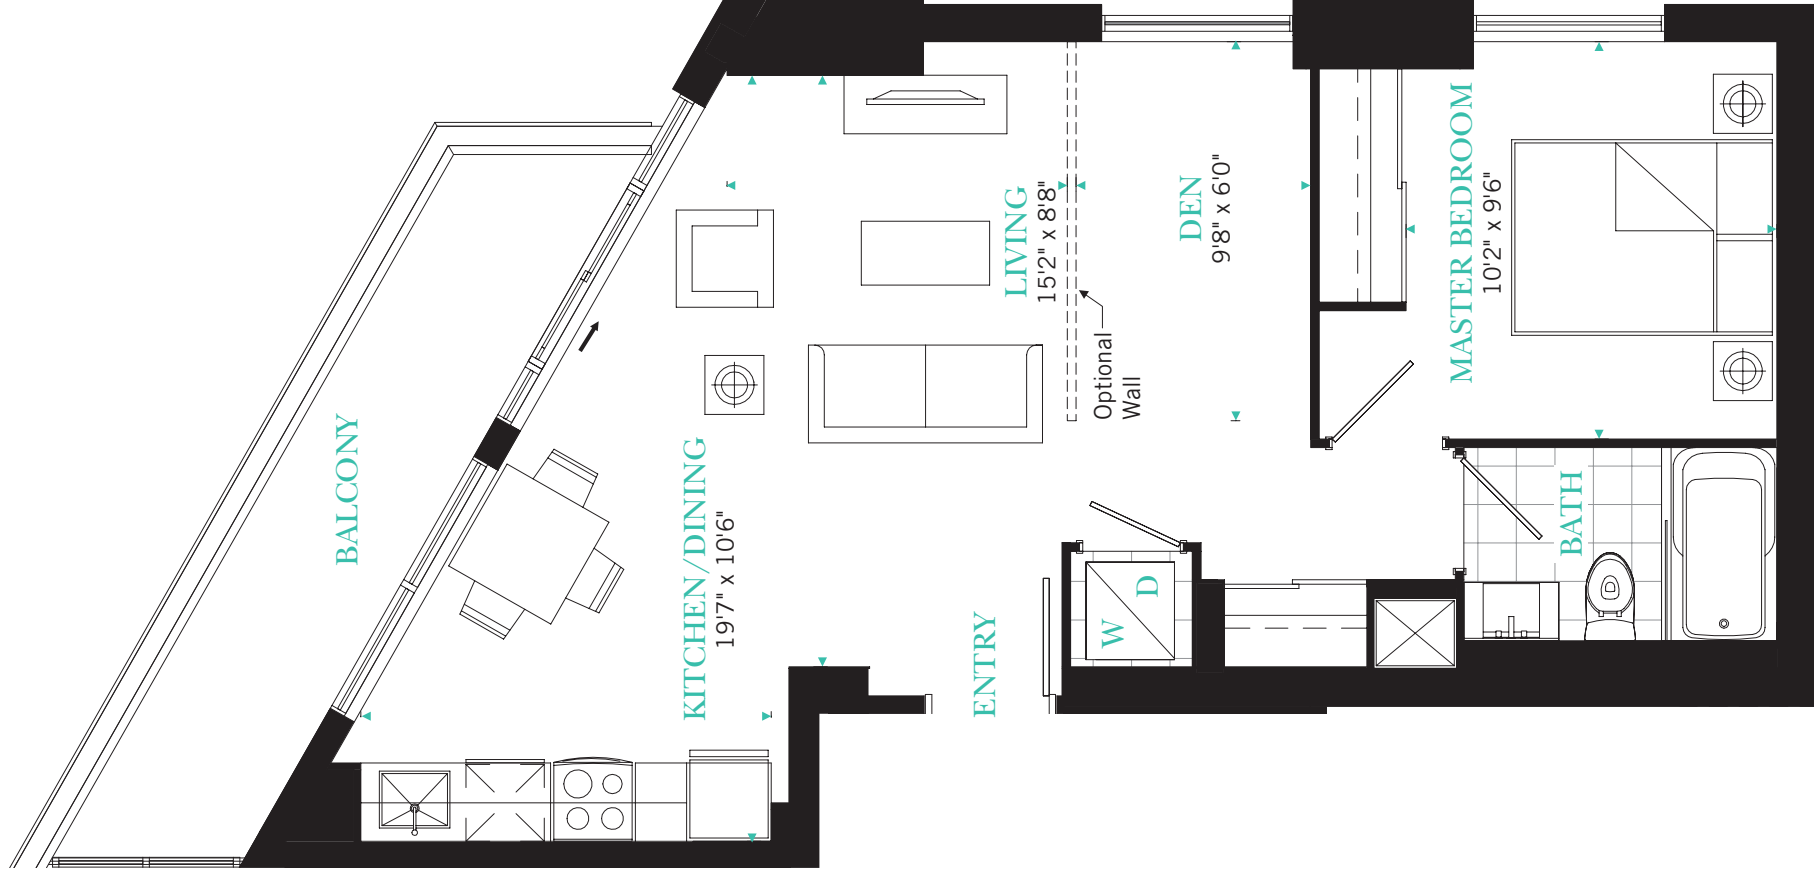 BALCONY
KITCHEN/DINING
19'7" x 10'6"
LIVING
15'2" x 8'8"
Optional
Wall
DEN
9'8" x 6'0"
MASTER BEDROOM
10'2" x 9'6"
ENTRY
W
D
BATH